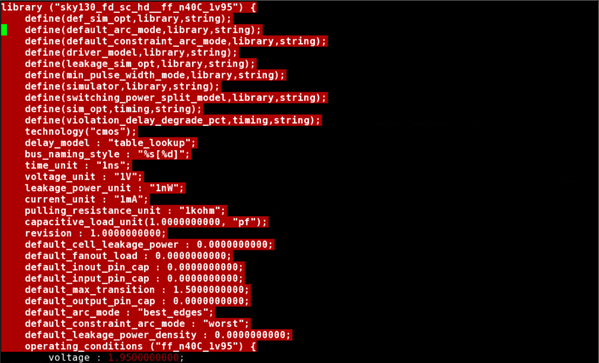 library ("sky130_fd_sc_hd__ff_n40C_1v95") {
    define(def_sim_opt,library,string);
    define(default_arc_mode,library,string);
    define(default_constraint_arc_mode,library,string);
    define(driver_model,library,string);
    define(leakage_sim_opt,library,string);
    define(min_pulse_width_mode,library,string);
    define(simulator,library,string);
    define(switching_power_split_model,library,string);
    define(sim_opt,timing,string);
    define(violation_delay_degrade_pct,timing,string);
    technology("cmos");
    delay_model : "table_lookup";
    bus_naming_style : "%s[%d]";
    time_unit : "1ns";
    voltage_unit : "1V";
    leakage_power_unit : "1nW";
    current_unit : "1mA";
    pulling_resistance_unit : "1kohm";
    capacitive_load_unit(1.0000000000, "pf");
    revision : 1.0000000000;
    default_cell_leakage_power : 0.0000000000;
    default_fanout_load : 0.0000000000;
    default_inout_pin_cap : 0.0000000000;
    default_input_pin_cap : 0.0000000000;
    default_max_transition : 1.5000000000;
    default_output_pin_cap : 0.0000000000;
    default_arc_mode : "best_edges";
    default_constraint_arc_mode : "worst";
    default_leakage_power_density : 0.0000000000;
    operating_conditions ("ff_n40C_1v95") {
        voltage : 1.9500000000;